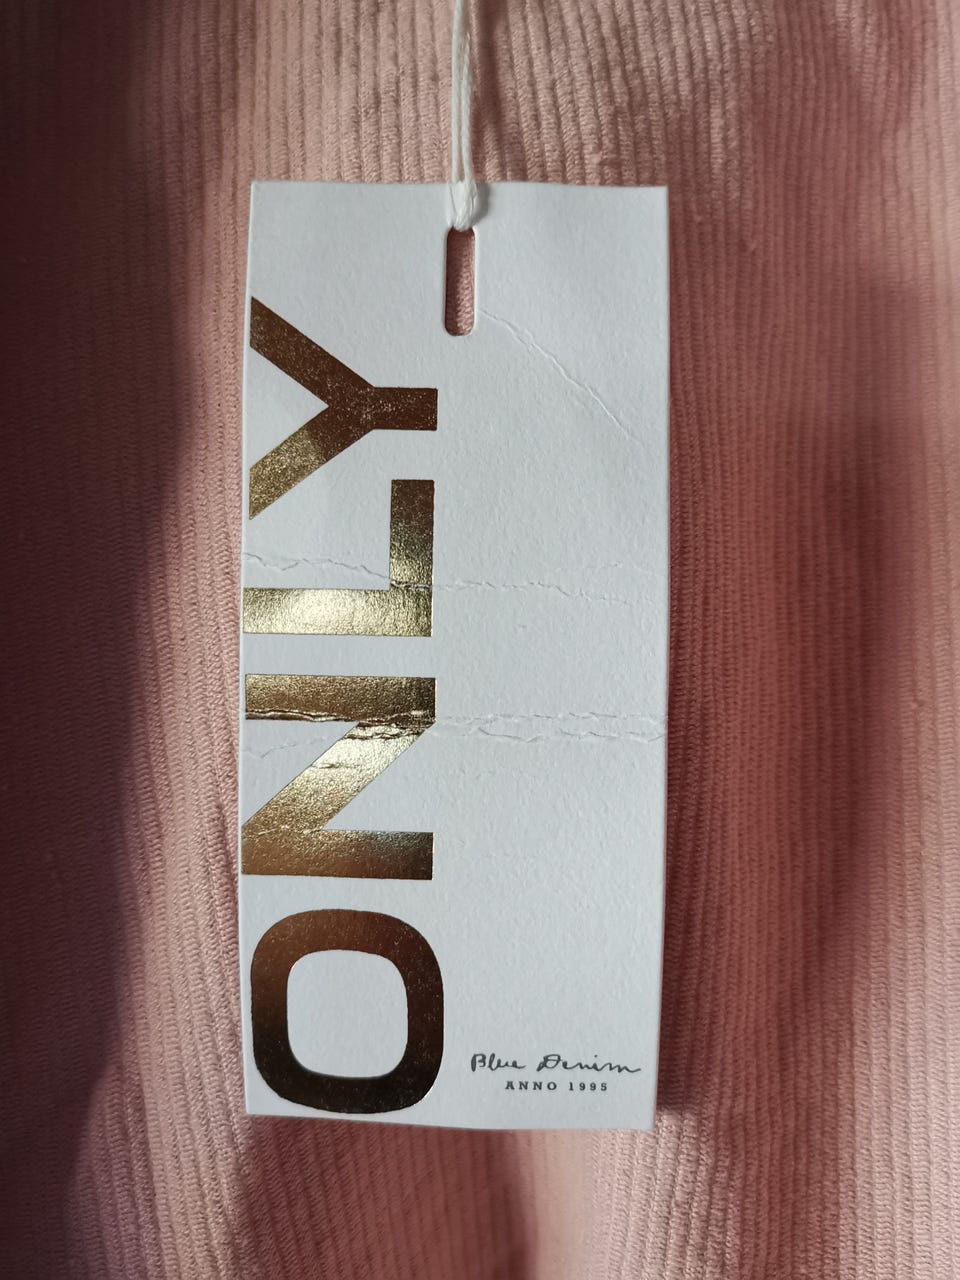 ONLY
Blue Denim
ANNO 1995